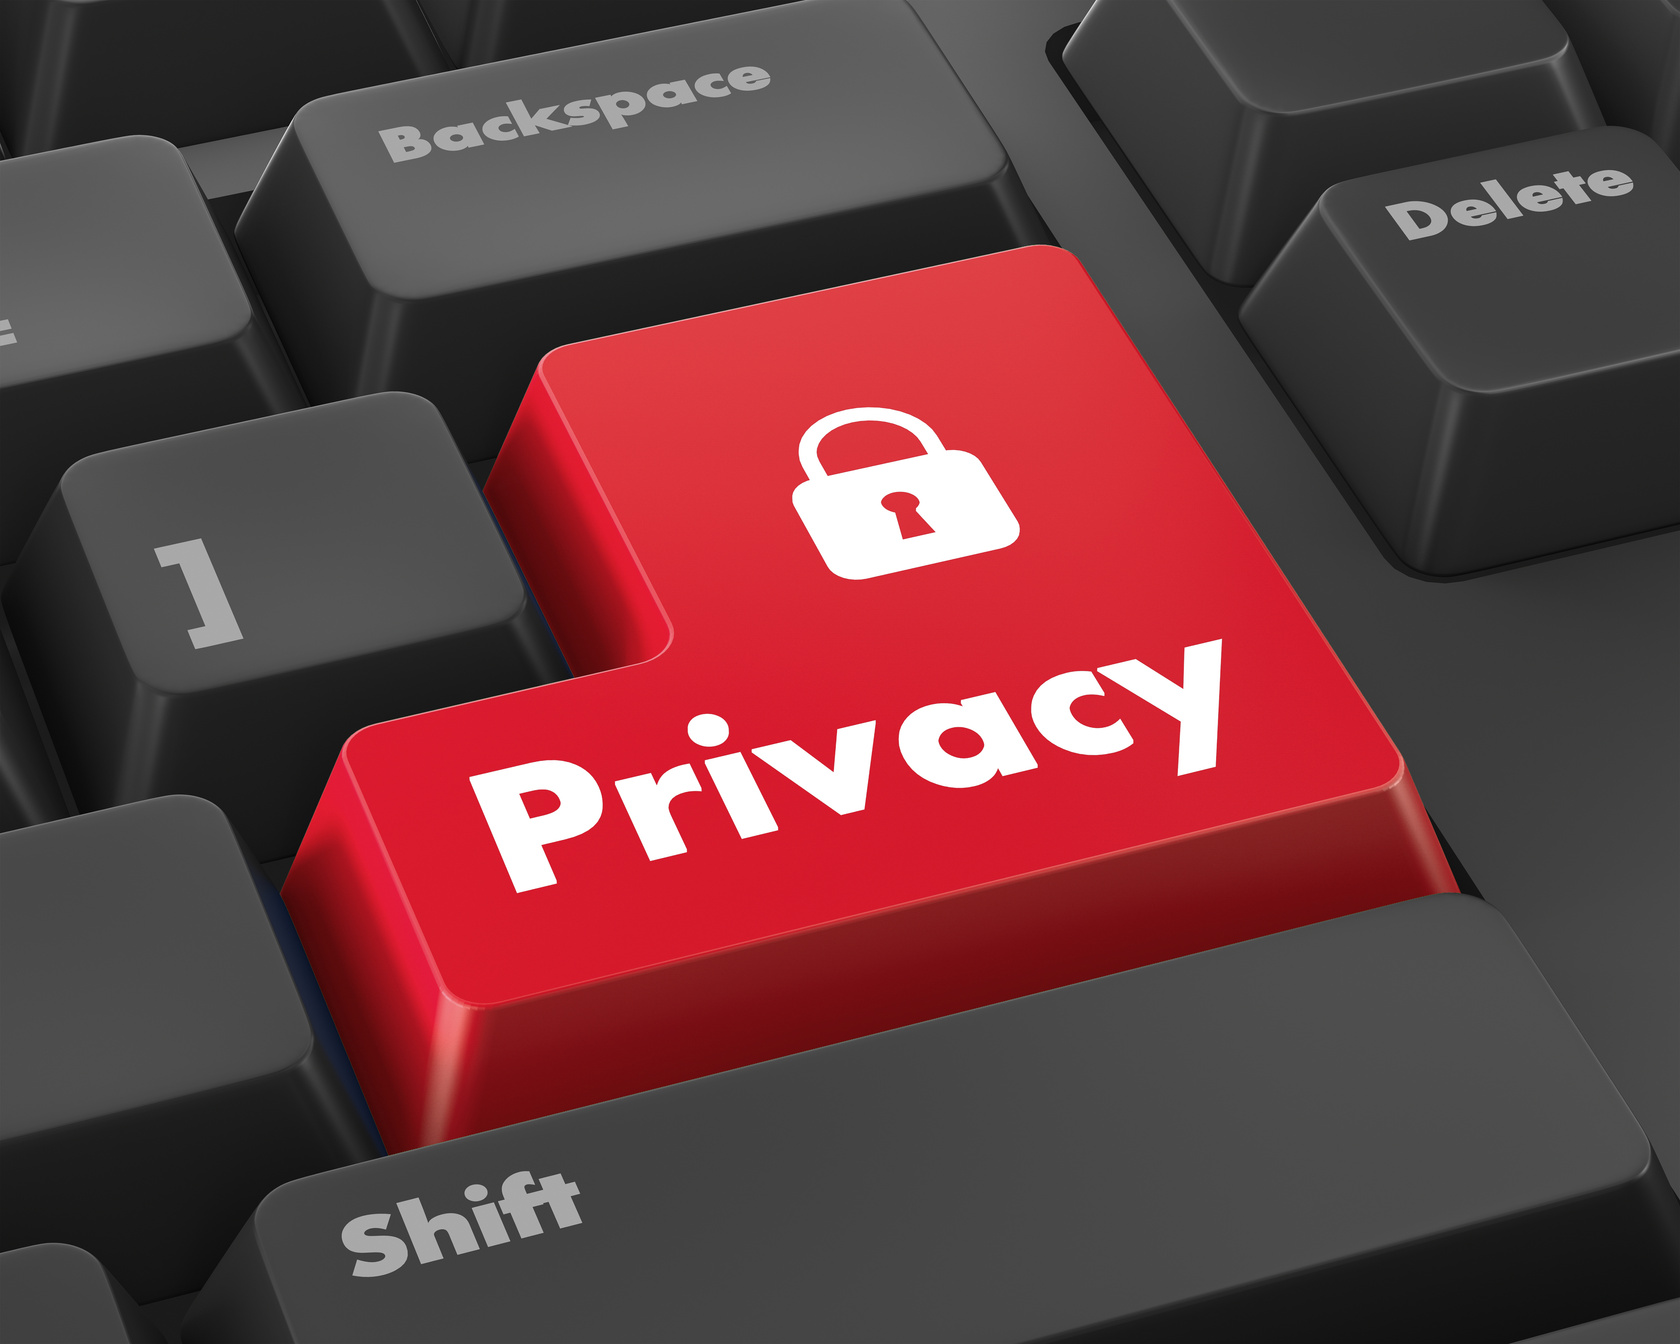 Backspace
Delete
=
]
Privacy
Shift